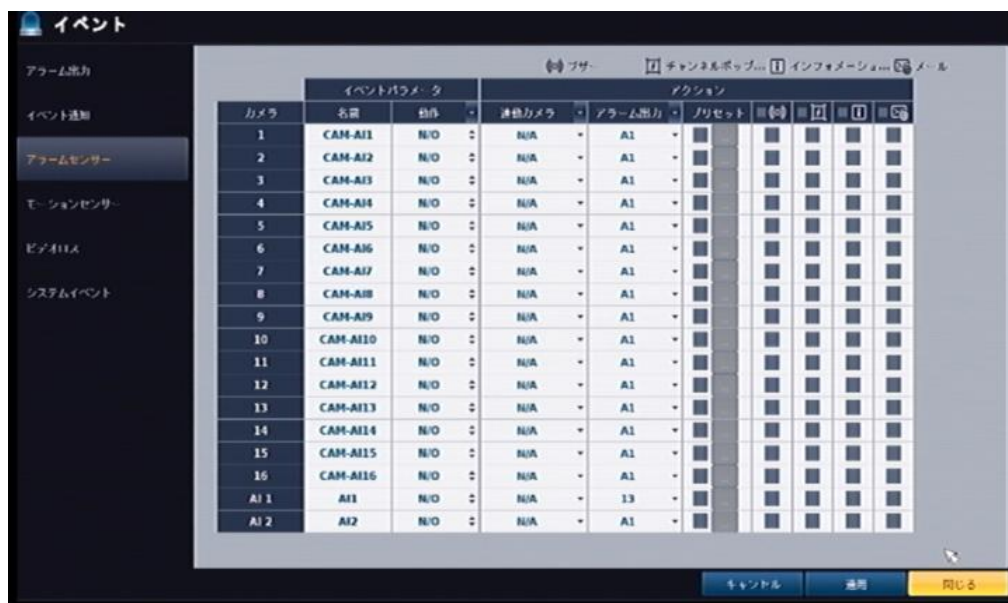 イベント
アラーム出力
イベント通知
アラームセンサー
モーションセンサー
ビデオロス
システムイベント
ブザー チャンネルポップ... インフォメーショ... メール
イベントパラメータ アクション
カメラ 名前 動作 連動カメラ アラーム出力 プリセット
1 CAM-AI1 N/O N/A A1
2 CAM-AI2 N/O N/A A1
3 CAM-AI3 N/O N/A A1
4 CAM-AI4 N/O N/A A1
5 CAM-AI5 N/O N/A A1
6 CAM-AI6 N/O N/A A1
7 CAM-AI7 N/O N/A A1
8 CAM-AI8 N/O N/A A1
9 CAM-AI9 N/O N/A A1
10 CAM-AI10 N/O N/A A1
11 CAM-AI11 N/O N/A A1
12 CAM-AI12 N/O N/A A1
13 CAM-AI13 N/O N/A A1
14 CAM-AI14 N/O N/A A1
15 CAM-AI15 N/O N/A A1
16 CAM-AI16 N/O N/A A1
AI 1 AI1 N/O N/A 13
AI 2 AI2 N/O N/A A1
キャンセル 適用 閉じる